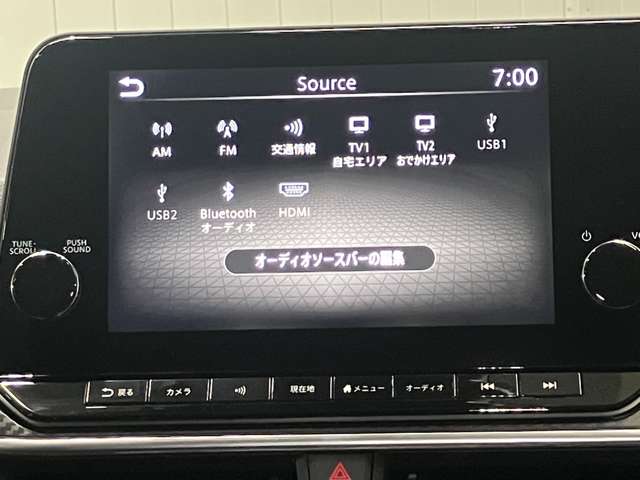 Source 7:00
AM FM 交通情報 TV1 TV2 USB1
自宅エリア おでかけエリア
USB2 Bluetooth HDMI
オーディオ
TUNE・ PUSH
SCROLL SOUND
オーディオソースバーの編集
戻る カメラ 現在地 メニュー オーディオ